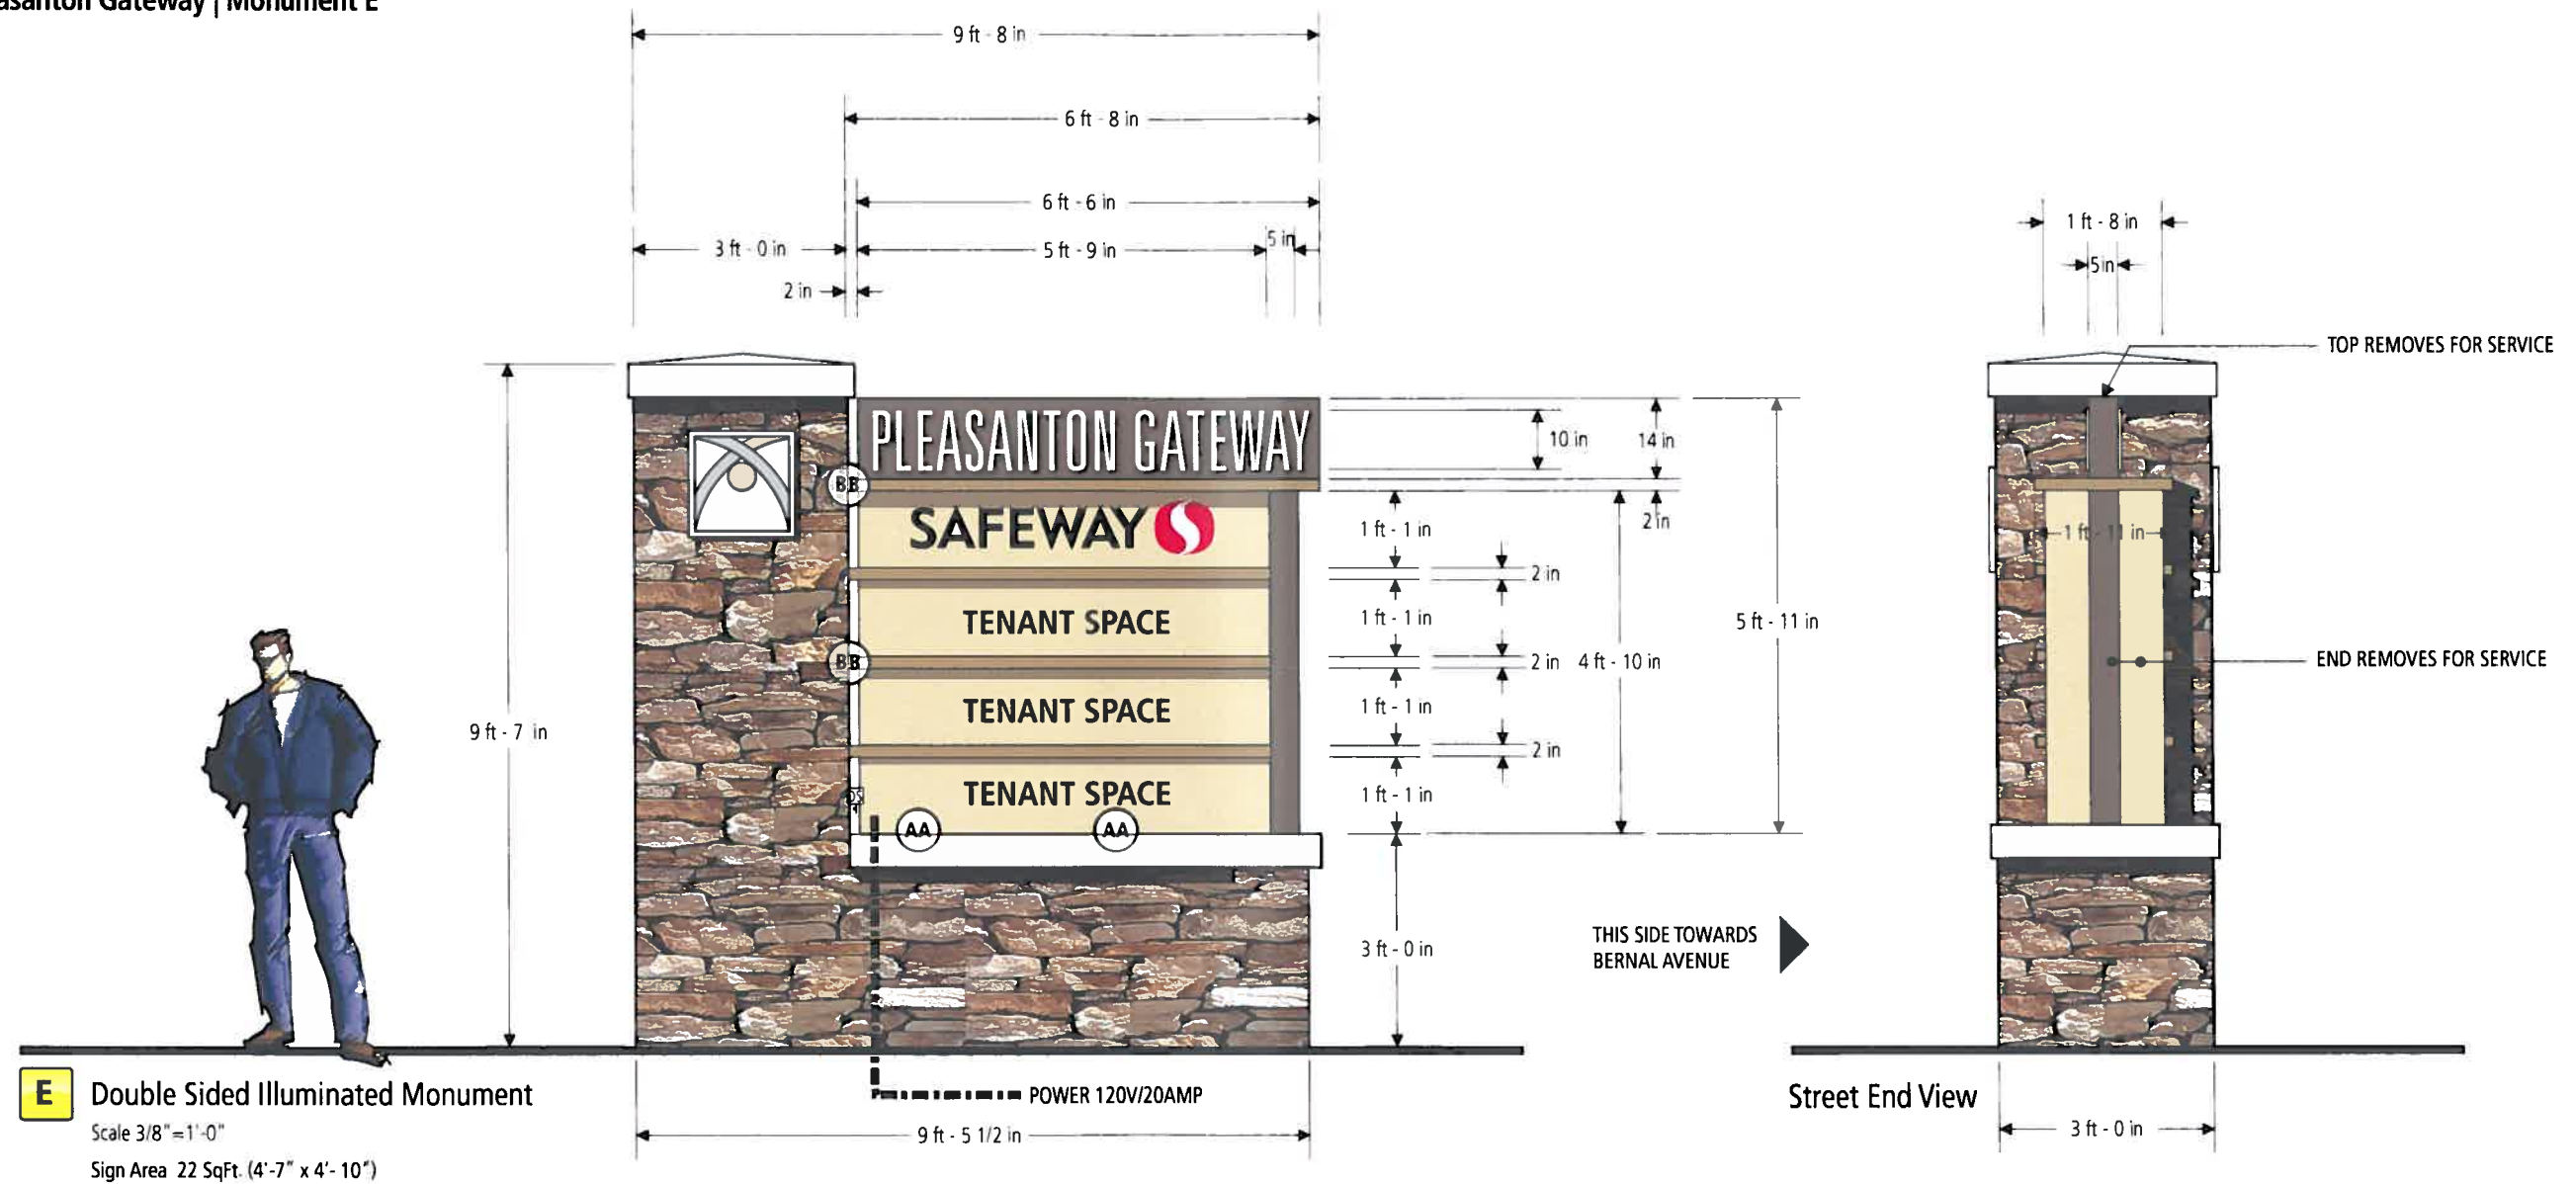 asanton Gateway | Monument E
9 ft - 8 in
6 ft - 8 in
6 ft - 6 in
3 ft - 0 in
5 ft - 9 in
5 in
2 in
1 ft - 8 in
5in
TOP REMOVES FOR SERVICE
PLEASANTON GATEWAY
10 in
14 in
BB
SAFEWAY
1 ft - 1 in
2 in
1 ft - 11 in
2 in
TENANT SPACE
1 ft - 1 in
5 ft - 11 in
BB
2 in
4 ft - 10 in
END REMOVES FOR SERVICE
TENANT SPACE
1 ft - 1 in
9 ft - 7 in
2 in
TENANT SPACE
1 ft - 1 in
DS
AA
AA
3 ft - 0 in
THIS SIDE TOWARDS
BERNAL AVENUE
E
Double Sided Illuminated Monument
POWER 120V/20AMP
Street End View
Scale 3/8"=1'-0"
9 ft - 5 1/2 in
3 ft - 0 in
Sign Area 22 SqFt. (4'-7" x 4'- 10")